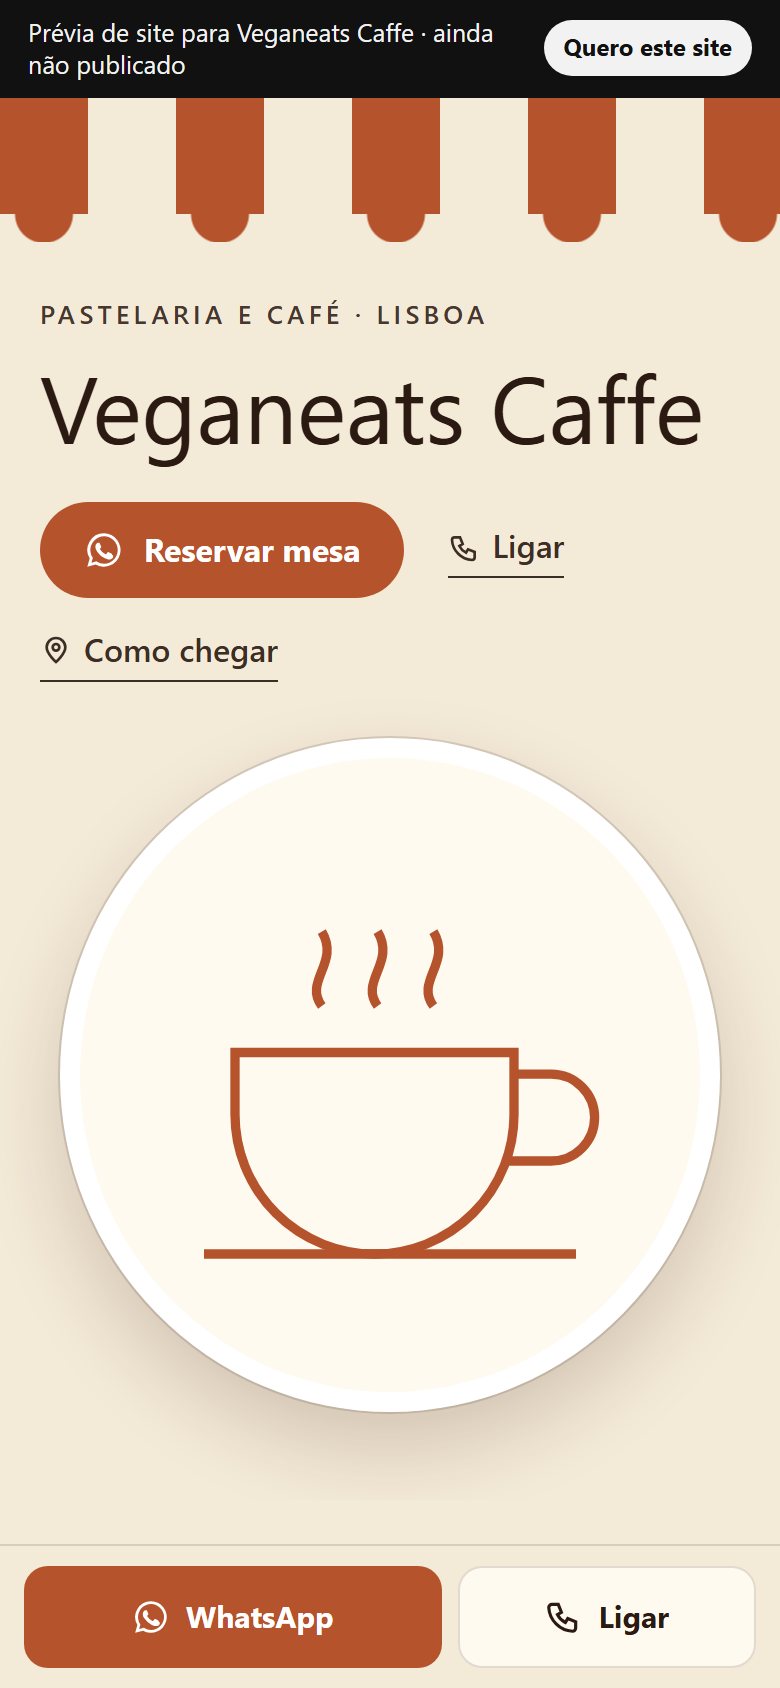 Prévia de site para Veganeats Caffe · ainda
não publicado
Quero este site
PASTELARIA E CAFÉ · LISBOA
Veganeats Caffe
Reservar mesa
Ligar
Como chegar
WhatsApp
Ligar